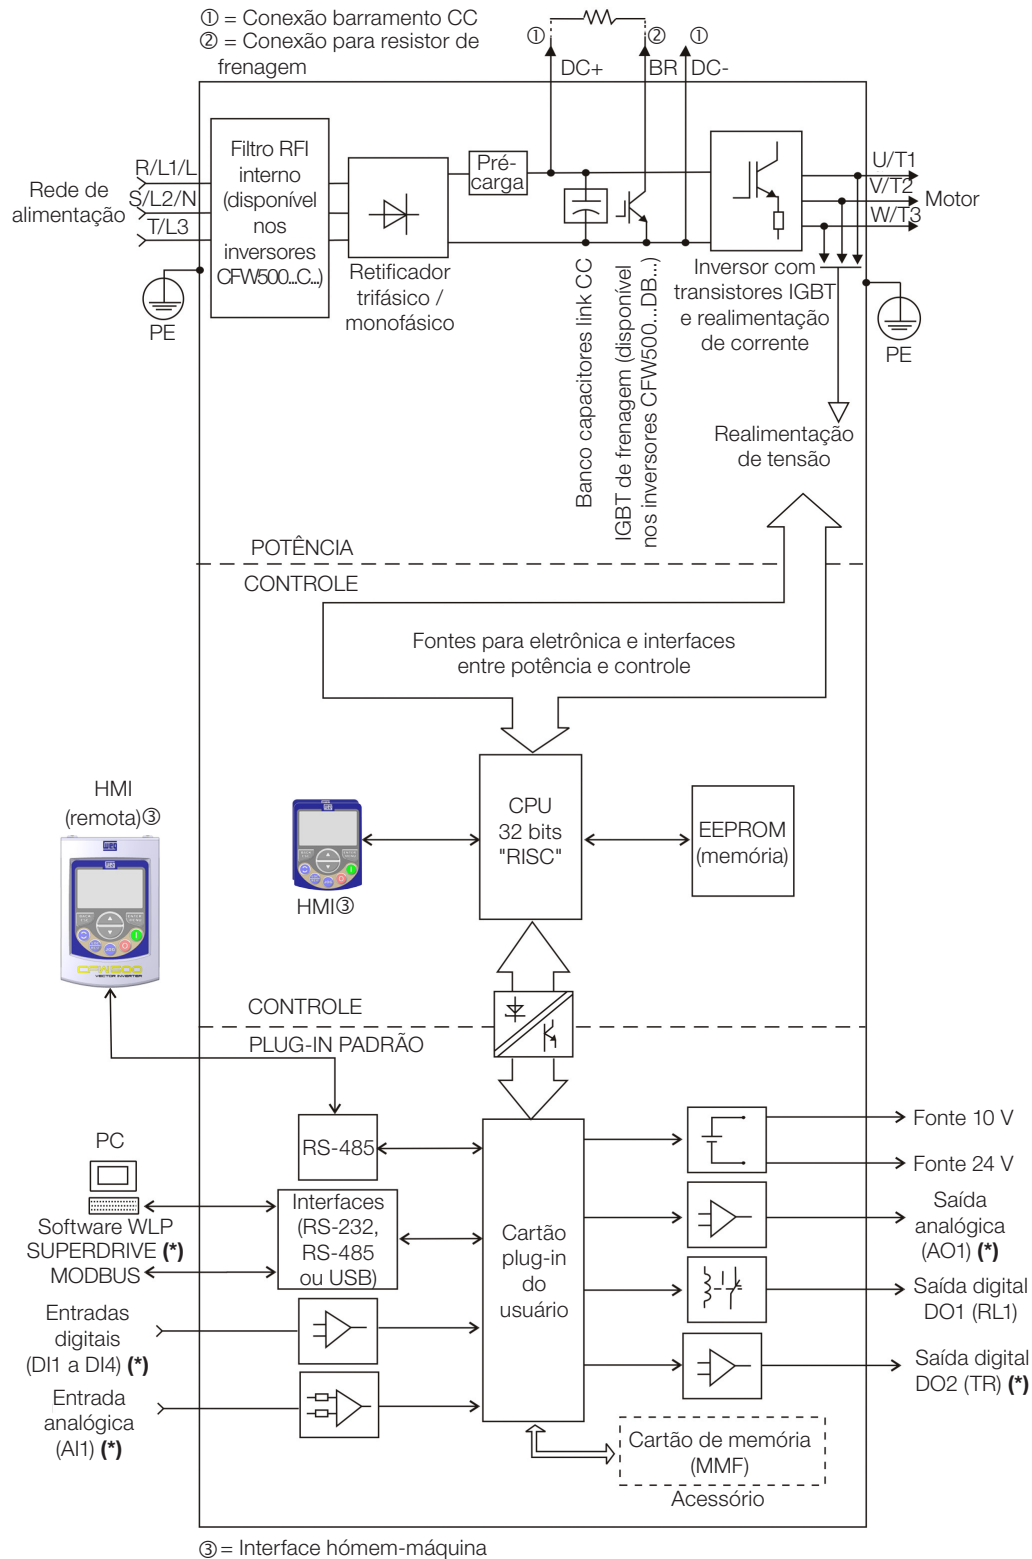 ① = Conexão barramento CC
② = Conexão para resistor de
frenagem
①
②
①
DC+
BR
DC-
Rede de
alimentação
R/L1/L
S/L2/N
T/L3
PE
Filtro RFI
interno
(disponível
nos
inversores
CFW500...C...)
Retificador
trifásico /
monofásico
Pré-
carga
Banco capacitores link CC
IGBT de frenagem (disponível
nos inversores CFW500...DB...)
Inversor com
transistores IGBT
e realimentação
de corrente
U/T1
V/T2
W/T3
Motor
PE
Realimentação
de tensão
POTÊNCIA
CONTROLE
Fontes para eletrônica e interfaces
entre potência e controle
HMI
(remota)③
WEG
CFW500
VECTOR INVERTER
WEG
HMI③
CPU
32 bits
"RISC"
EEPROM
(memória)
CONTROLE
PLUG-IN PADRÃO
RS-485
PC
Software WLP
SUPERDRIVE (*)
MODBUS
Interfaces
(RS-232,
RS-485
ou USB)
Entradas
digitais
(DI1 a DI4) (*)
Entrada
analógica
(AI1) (*)
Cartão
plug-in
do
usuário
Fonte 10 V
Fonte 24 V
Saída
analógica
(AO1) (*)
Saída digital
DO1 (RL1)
Saída digital
DO2 (TR) (*)
Cartão de memória
(MMF)
Acessório
③ = Interface hómem-máquina